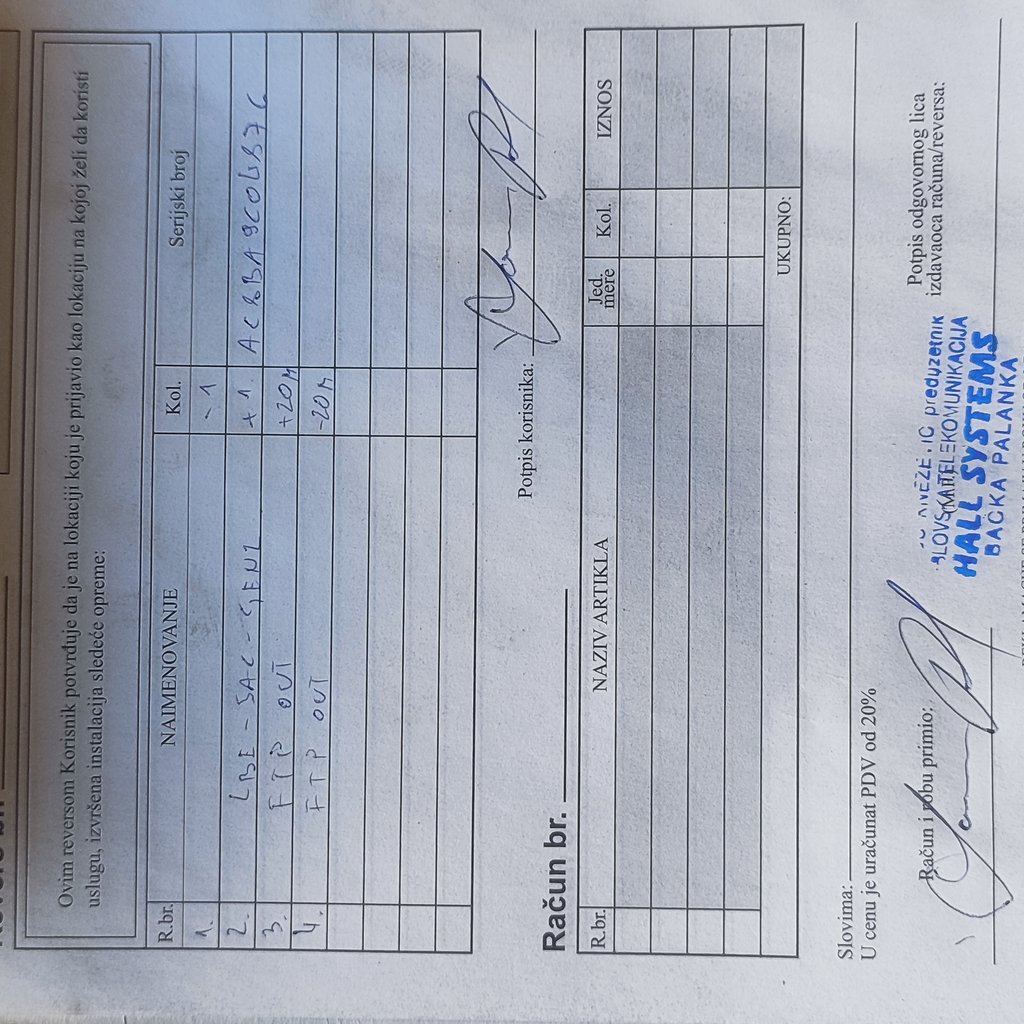 Ovim reversom Korisnik potvrđuje da je na lokaciji koju je prijavio kao lokaciju na kojoj želi da koristi
uslugu, izvršena instalacija sledeće opreme:
R.br. NAIMENOVANJE Kol. Serijski broj
1. - 1
2. LBE-5AC-GEN2 + 1
3. FTP OUT +20m
4. FTP OUT -20m
Potpis korisnika:
Račun br.
R.br. NAZIV ARTIKLA Jed. mere Kol. IZNOS
UKUPNO:
Slovima:
U cenu je uračunat PDV od 20%
Račun i robu primio:
Potpis odgovornog lica
izdavaoca računa/reversa:
preduzetnik
TELEKOMUNIKACIJA
HALL SYSTEMS
BAČKA PALANKA